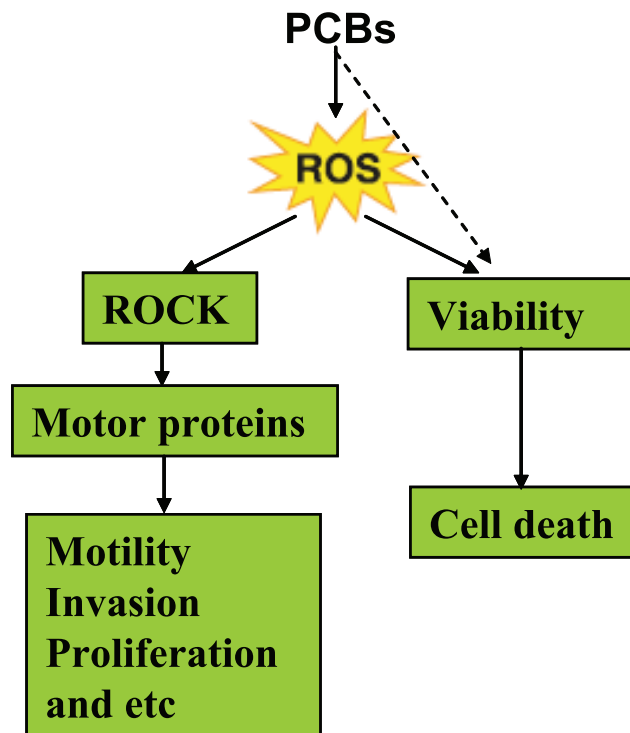 PCBs
ROS
ROCK
Viability
Motor proteins
Cell death
Motility
Invasion
Proliferation
and etc